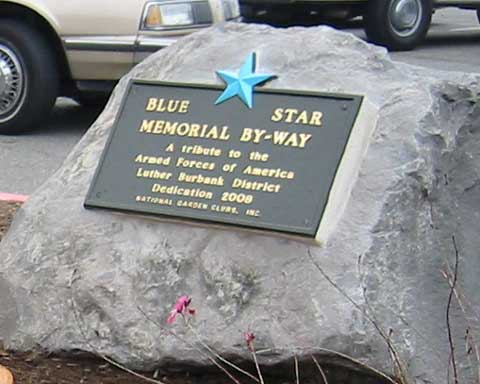 BLUE STAR
MEMORIAL BY-WAY
A tribute to the
Armed Forces of America
Luther Burbank District
Dedication 2008
NATIONAL GARDEN CLUBS, INC.